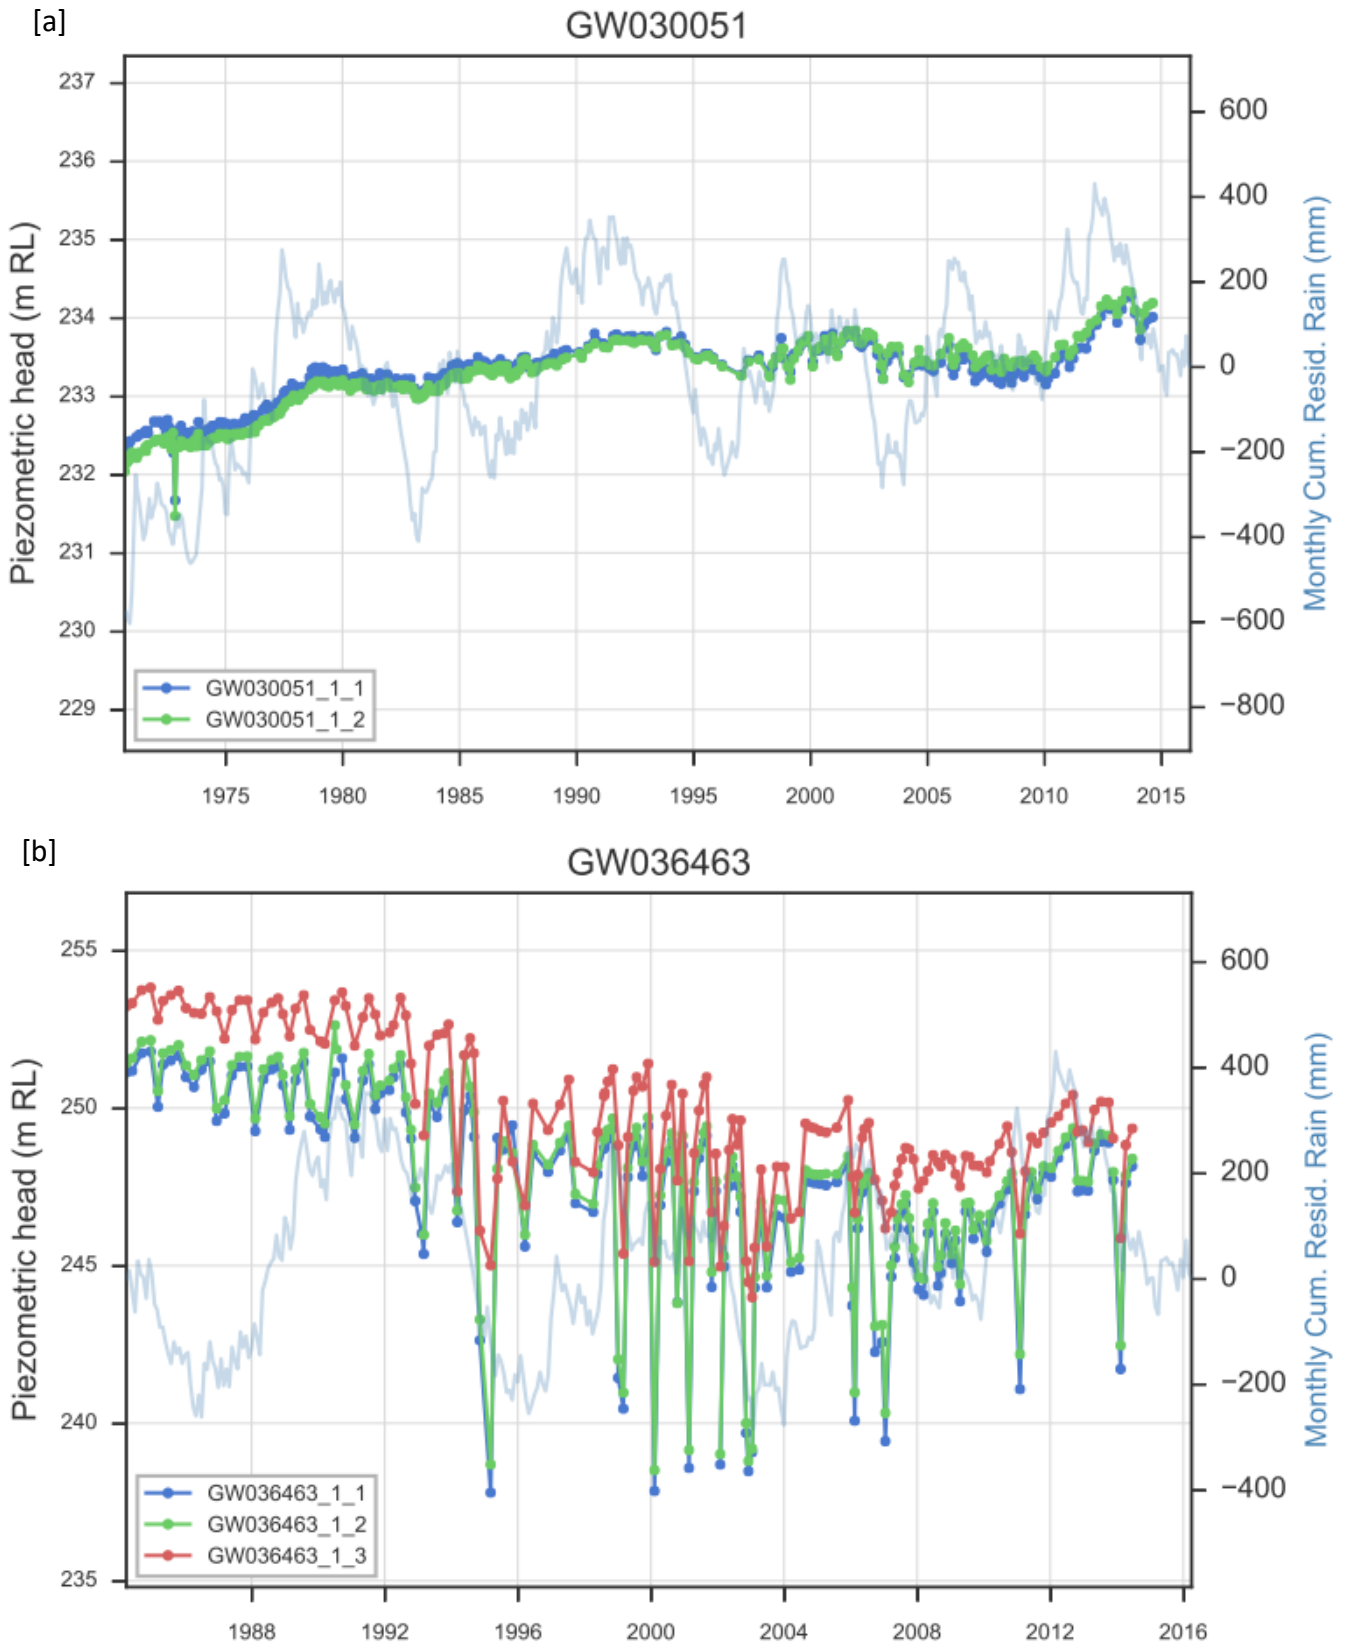 [a]
GW030051
237
236
235
234
233
232
231
230
229
Piezometric head (m RL)
600
400
200
0
−200
−400
−600
−800
Monthly Cum. Resid. Rain (mm)
GW030051_1_1
GW030051_1_2
1975 1980 1985 1990 1995 2000 2005 2010 2015
[b]
GW036463
255
250
245
240
235
Piezometric head (m RL)
600
400
200
0
−200
−400
Monthly Cum. Resid. Rain (mm)
GW036463_1_1
GW036463_1_2
GW036463_1_3
1988 1992 1996 2000 2004 2008 2012 2016